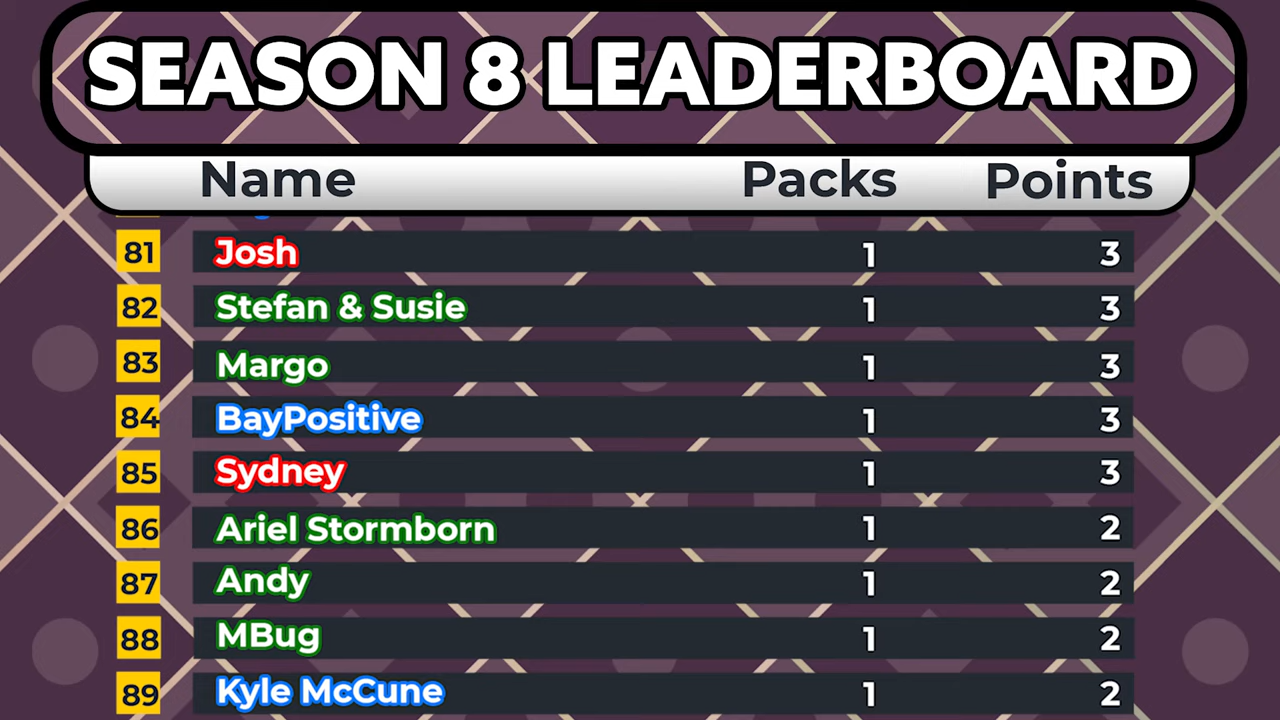 SEASON 8 LEADERBOARD
Name Packs Points
81 Josh 1 3
82 Stefan & Susie 1 3
83 Margo 1 3
84 BayPositive 1 3
85 Sydney 1 3
86 Ariel Stormborn 1 2
87 Andy 1 2
88 MBug 1 2
89 Kyle McCune 1 2